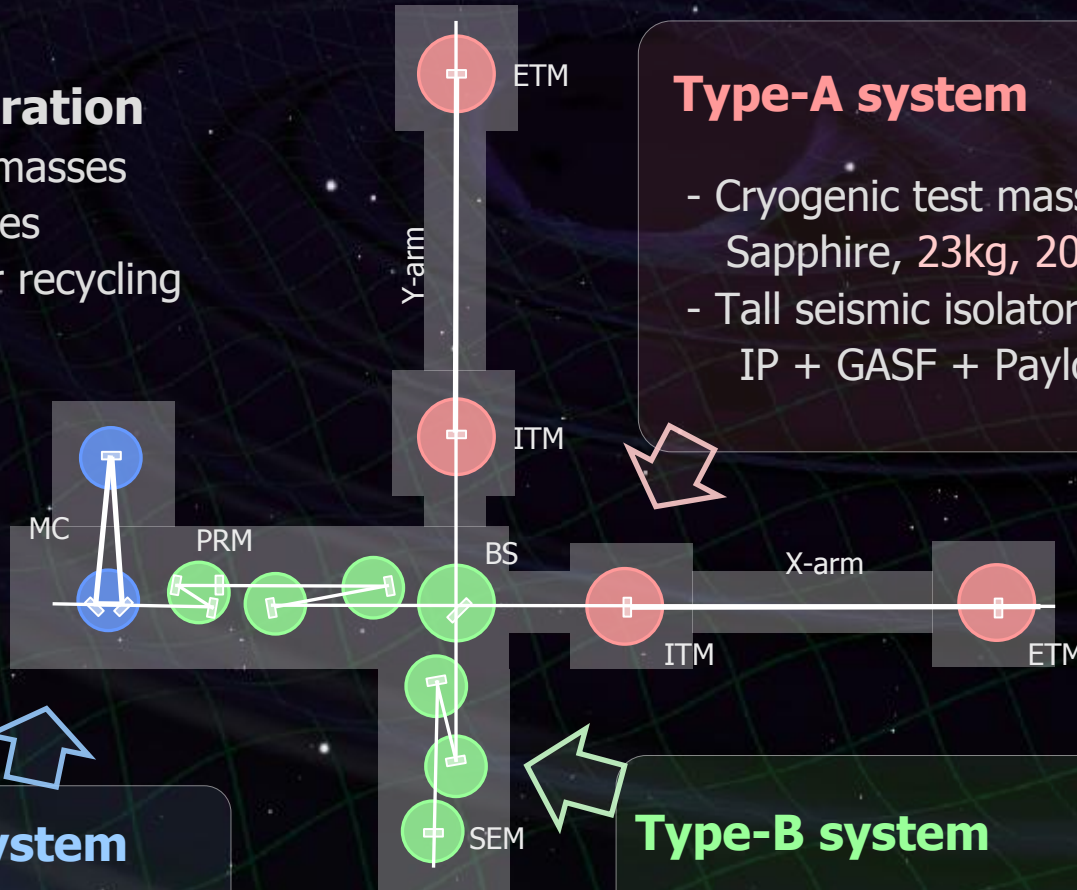 ration
masses
es
r recycling
ETM
Type-A system
- Cryogenic test mass
Sapphire, 23kg, 20
- Tall seismic isolator
IP + GASF + Paylo
Y-arm
ITM
MC
PRM
BS
X-arm
ITM
ETM
SEM
ystem
Type-B system